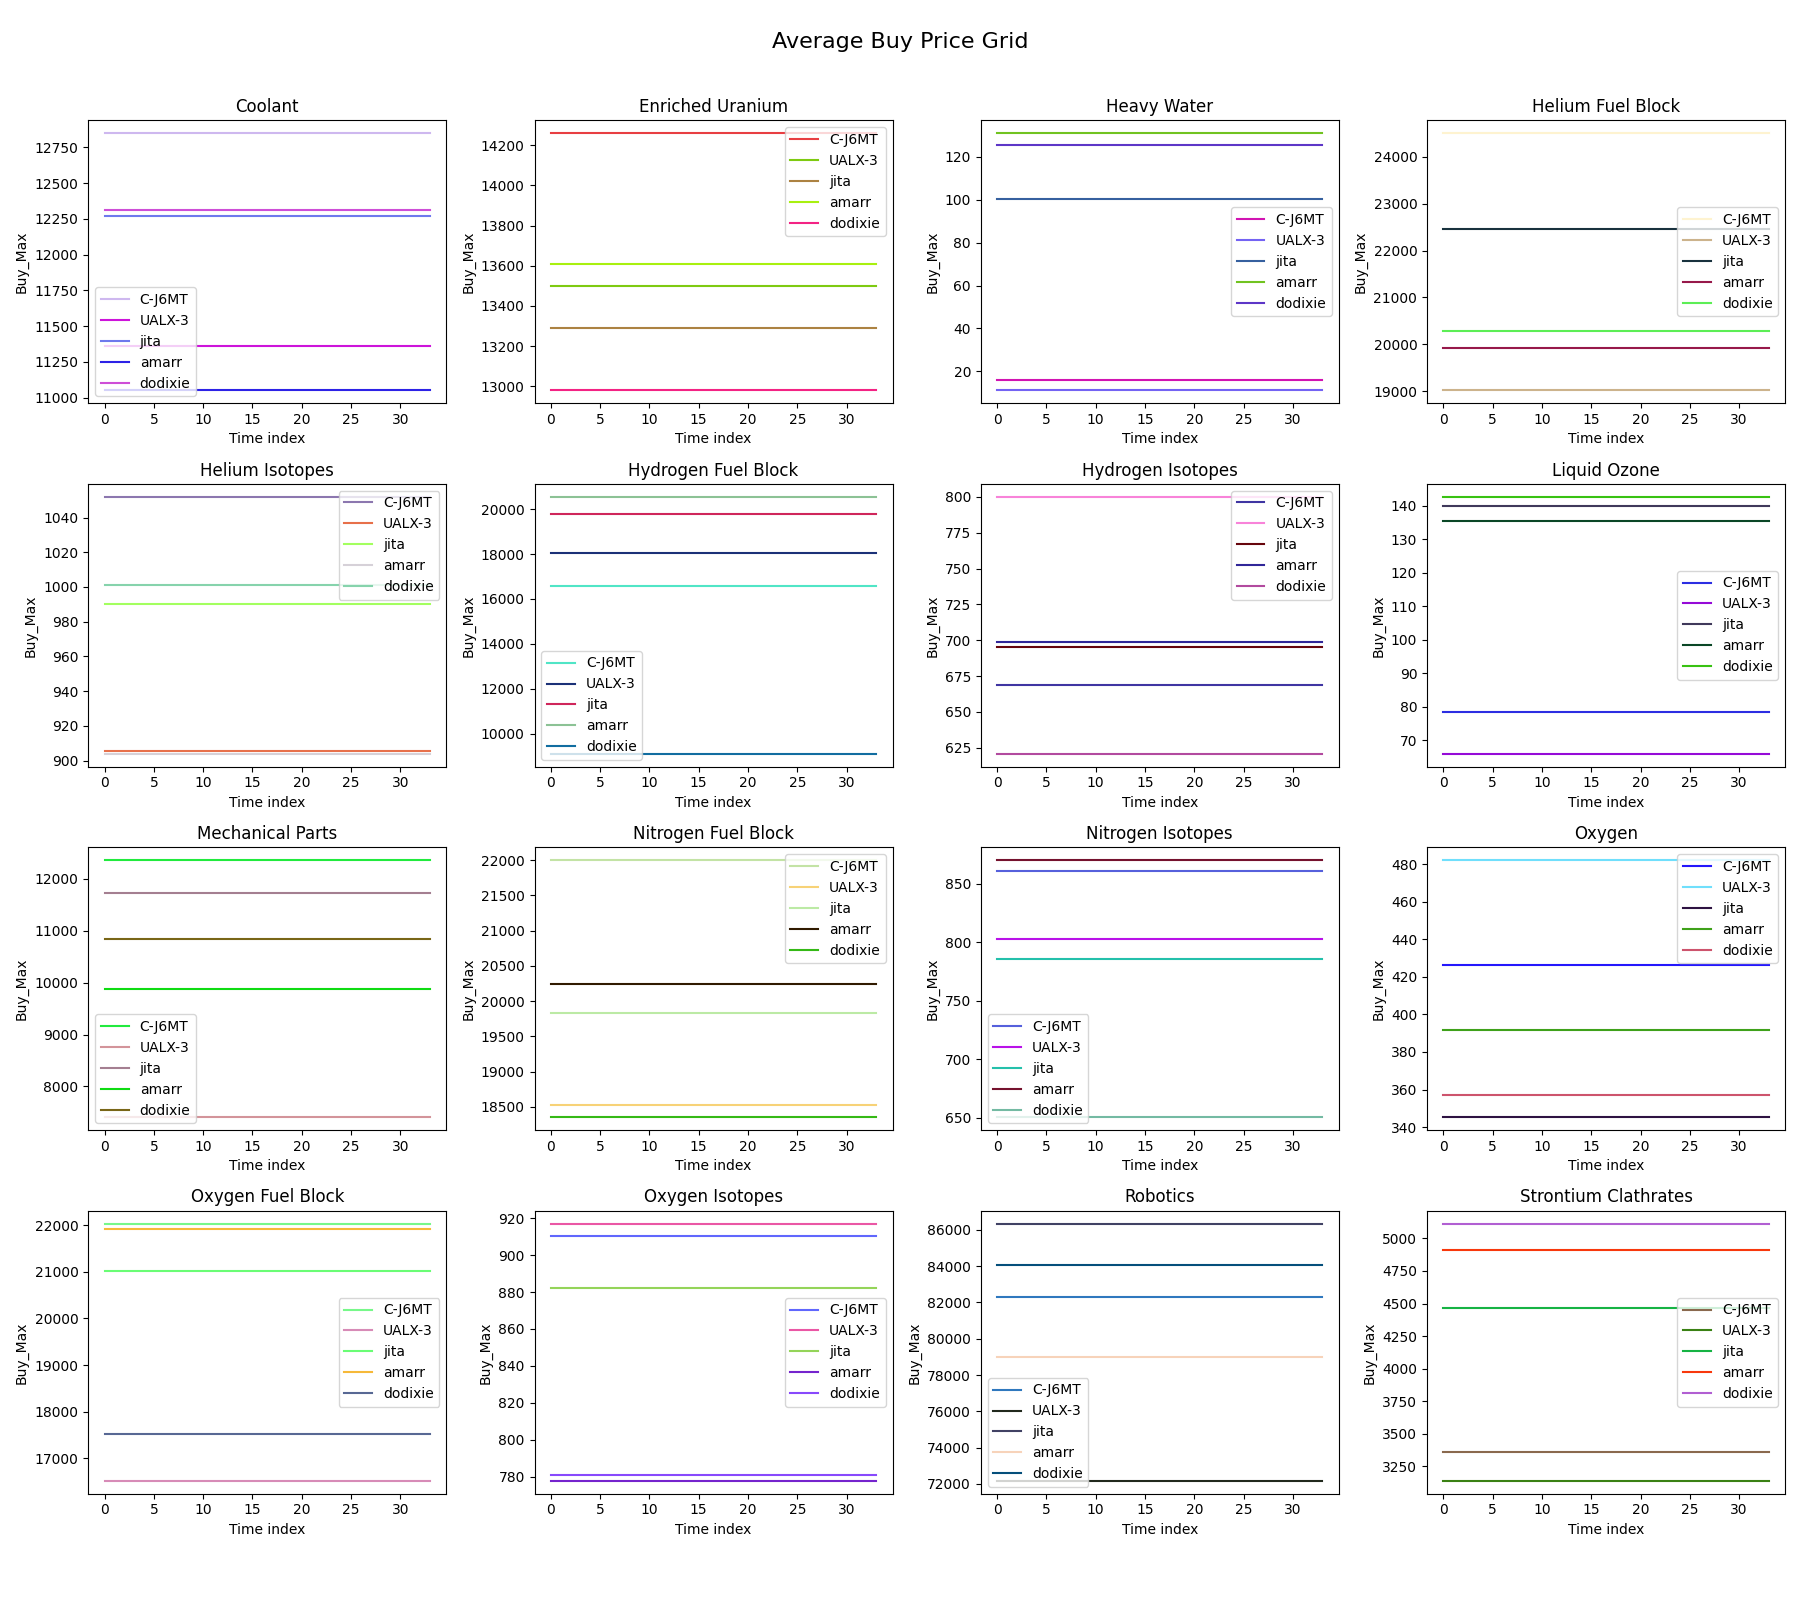 Average Buy Price Grid
Coolant
Buy_Max
12750
12500
12250
12000
11750
11500
11250
11000
C-J6MT
UALX-3
jita
amarr
dodixie
0 5 10 15 20 25 30
Time index
Enriched Uranium
Buy_Max
14200
14000
13800
13600
13400
13200
13000
C-J6MT
UALX-3
jita
amarr
dodixie
0 5 10 15 20 25 30
Time index
Heavy Water
Buy_Max
120
100
80
60
40
20
C-J6MT
UALX-3
jita
amarr
dodixie
0 5 10 15 20 25 30
Time index
Helium Fuel Block
Buy_Max
24000
23000
22000
21000
20000
19000
C-J6MT
UALX-3
jita
amarr
dodixie
0 5 10 15 20 25 30
Time index
Helium Isotopes
Buy_Max
1040
1020
1000
980
960
940
920
900
C-J6MT
UALX-3
jita
amarr
dodixie
0 5 10 15 20 25 30
Time index
Hydrogen Fuel Block
Buy_Max
20000
18000
16000
14000
12000
10000
C-J6MT
UALX-3
jita
amarr
dodixie
0 5 10 15 20 25 30
Time index
Hydrogen Isotopes
Buy_Max
800
775
750
725
700
675
650
625
C-J6MT
UALX-3
jita
amarr
dodixie
0 5 10 15 20 25 30
Time index
Liquid Ozone
Buy_Max
140
130
120
110
100
90
80
70
C-J6MT
UALX-3
jita
amarr
dodixie
0 5 10 15 20 25 30
Time index
Mechanical Parts
Buy_Max
12000
11000
10000
9000
8000
C-J6MT
UALX-3
jita
amarr
dodixie
0 5 10 15 20 25 30
Time index
Nitrogen Fuel Block
Buy_Max
22000
21500
21000
20500
20000
19500
19000
18500
C-J6MT
UALX-3
jita
amarr
dodixie
0 5 10 15 20 25 30
Time index
Nitrogen Isotopes
Buy_Max
850
800
750
700
650
C-J6MT
UALX-3
jita
amarr
dodixie
0 5 10 15 20 25 30
Time index
Oxygen
Buy_Max
480
460
440
420
400
380
360
340
C-J6MT
UALX-3
jita
amarr
dodixie
0 5 10 15 20 25 30
Time index
Oxygen Fuel Block
Buy_Max
22000
21000
20000
19000
18000
17000
C-J6MT
UALX-3
jita
amarr
dodixie
0 5 10 15 20 25 30
Time index
Oxygen Isotopes
Buy_Max
920
900
880
860
840
820
800
780
C-J6MT
UALX-3
jita
amarr
dodixie
0 5 10 15 20 25 30
Time index
Robotics
Buy_Max
86000
84000
82000
80000
78000
76000
74000
72000
C-J6MT
UALX-3
jita
amarr
dodixie
0 5 10 15 20 25 30
Time index
Strontium Clathrates
Buy_Max
5000
4750
4500
4250
4000
3750
3500
3250
C-J6MT
UALX-3
jita
amarr
dodixie
0 5 10 15 20 25 30
Time index